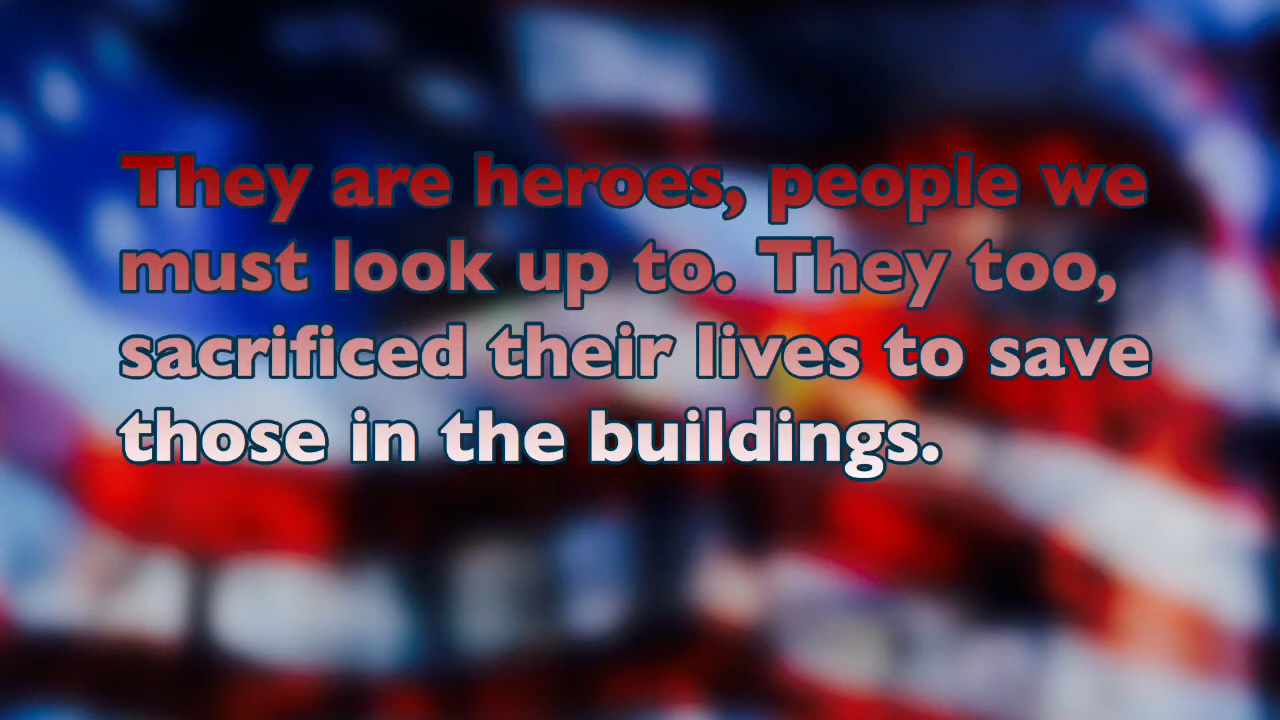 They are heroes, people we
must look up to. They too,
sacrificed their lives to save
those in the buildings.